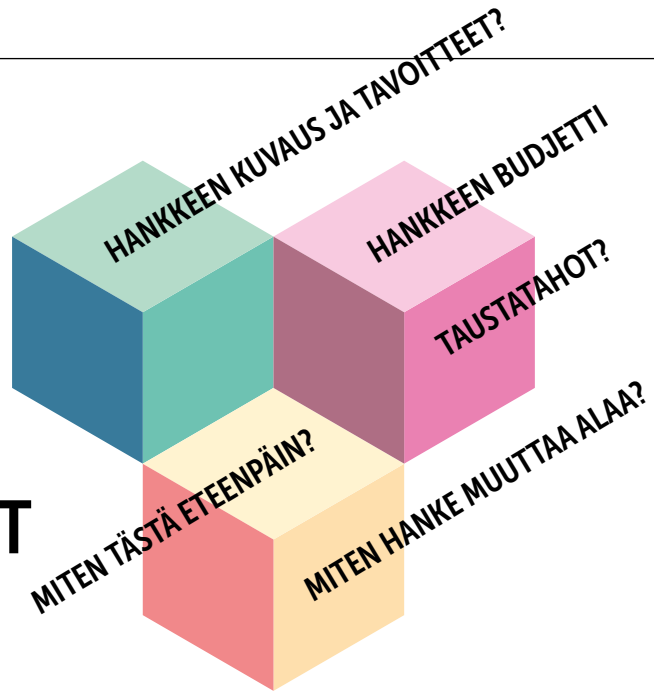 HANKKEEN KUVAUS JA TAVOITTEET?
HANKKEEN BUDJETTI
TAUSTATAHOT?
MITEN TÄSTÄ ETEENPÄIN?
MITEN HANKE MUUTTAA ALAA?
T